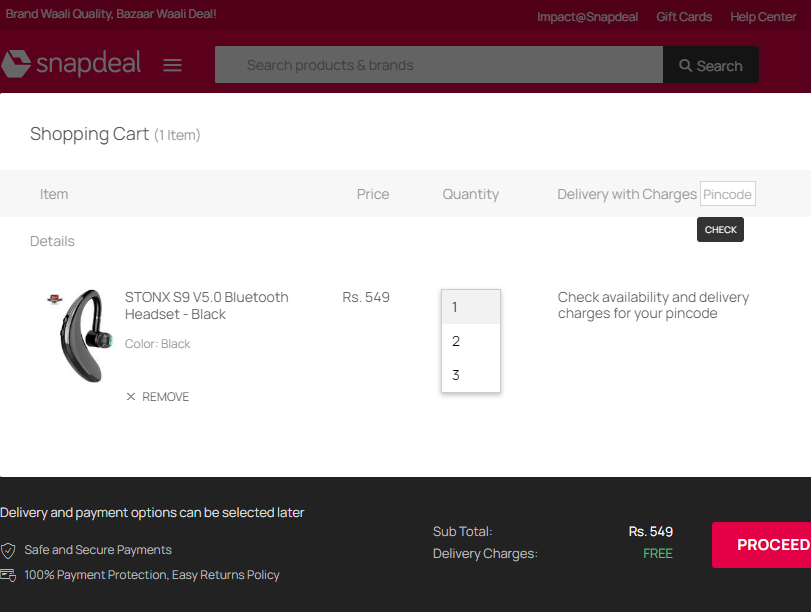 Brand Waali Quality, Bazaar Waali Deal!
Impact@Snapdeal Gift Cards Help Center
snapdeal
Search products & brands
Search
Shopping Cart (1 Item)
Item Price Quantity Delivery with Charges Pincode
CHECK
Details
STONX S9 V5.0 Bluetooth
Headset - Black
Color: Black
× REMOVE
Rs. 549
1
2
3
Check availability and delivery
charges for your pincode
Delivery and payment options can be selected later
Safe and Secure Payments
100% Payment Protection, Easy Returns Policy
Sub Total: Rs. 549
Delivery Charges: FREE
PROCEED